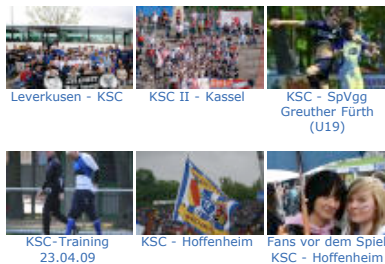 Leverkusen - KSC
KSC II - Kassel
KSC - SpVgg
Greuther Fürth
(U19)
KSC-Training
23.04.09
KSC - Hoffenheim
Fans vor dem Spiel
KSC - Hoffenheim